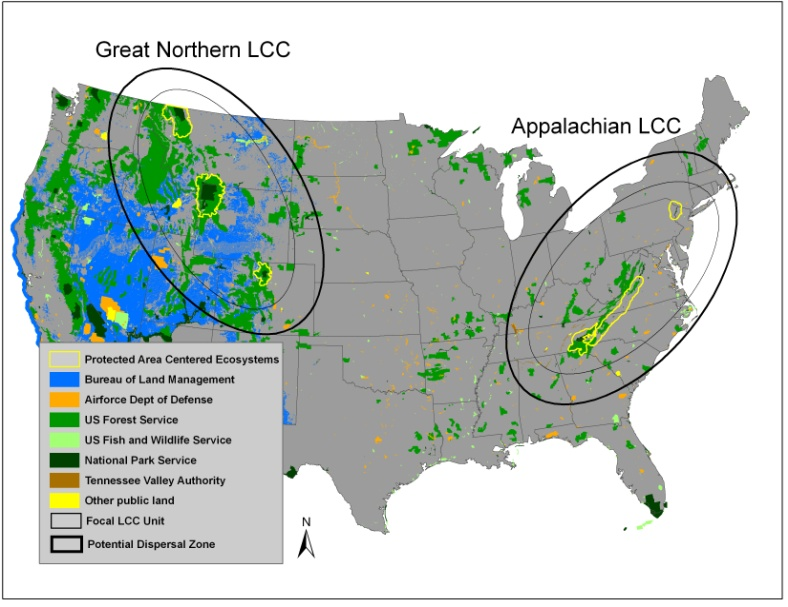 Great Northern LCC
Appalachian LCC
Protected Area Centered Ecosystems
Bureau of Land Management
Airforce Dept of Defense
US Forest Service
US Fish and Wildlife Service
National Park Service
Tennessee Valley Authority
Other public land
Focal LCC Unit
Potential Dispersal Zone
N